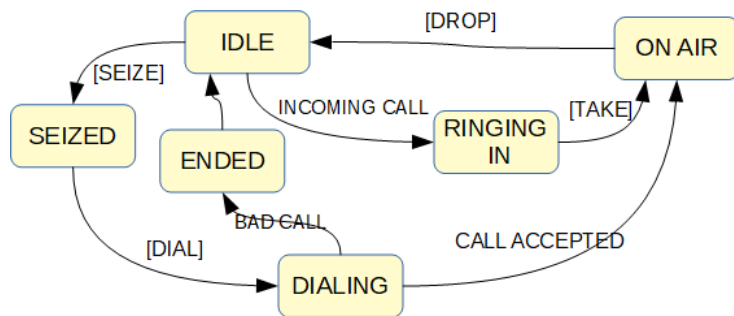 [DROP]
IDLE
ON AIR
[SEIZE]
INCOMING CALL
[TAKE]
SEIZED
RINGING
IN
ENDED
BAD CALL
[DIAL]
CALL ACCEPTED
DIALING